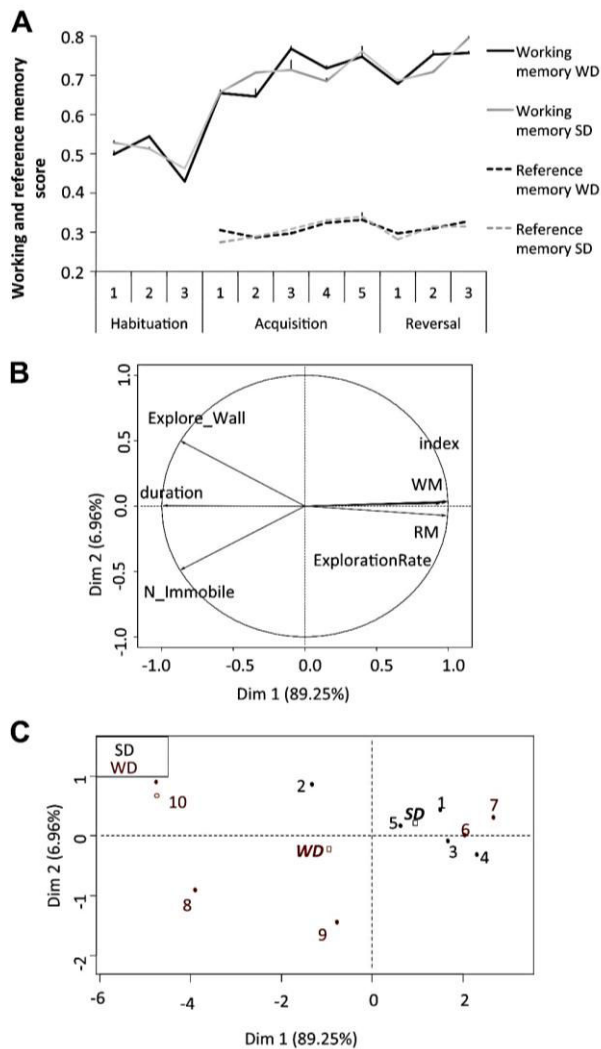 A
Working and reference memory
score
0.8
0.7
0.6
0.5
0.4
0.3
0.2
1 2 3 1 2 3 4 5 1 2 3
Habituation Acquisition Reversal
Working
memory WD
Working
memory SD
Reference
memory WD
Reference
memory SD
B
Dim 2 (6.96%)
1.0
0.5
0.0
-0.5
-1.0
Explore_Wall
index
duration
WM
RM
ExplorationRate
N_Immobile
-1.0 -0.5 0.0 0.5 1.0
Dim 1 (89.25%)
C
Dim 2 (6.96%)
1
0
-1
-2
SD
WD
10
2
5
SD
1
7
6
WD
3
4
8
9
-6 -4 -2 0 2
Dim 1 (89.25%)